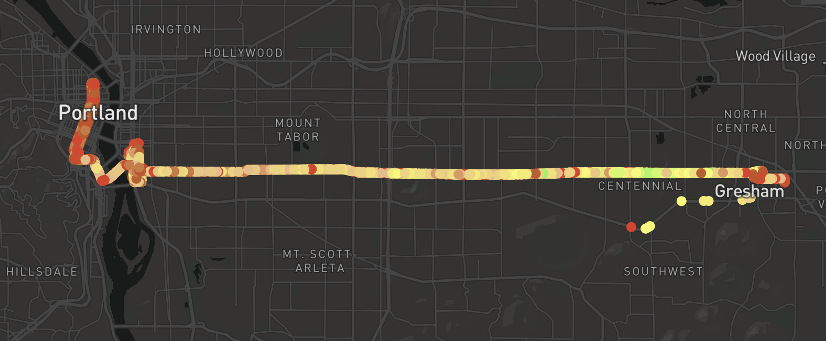 IRVINGTON
HOLLYWOOD
Wood Village
Portland
MOUNT
TABOR
NORTH
CENTRAL
NORTH
CENTENNIAL
Gresham
MT. SCOTT-
ARLETA
HILLSDALE
SOUTHWEST